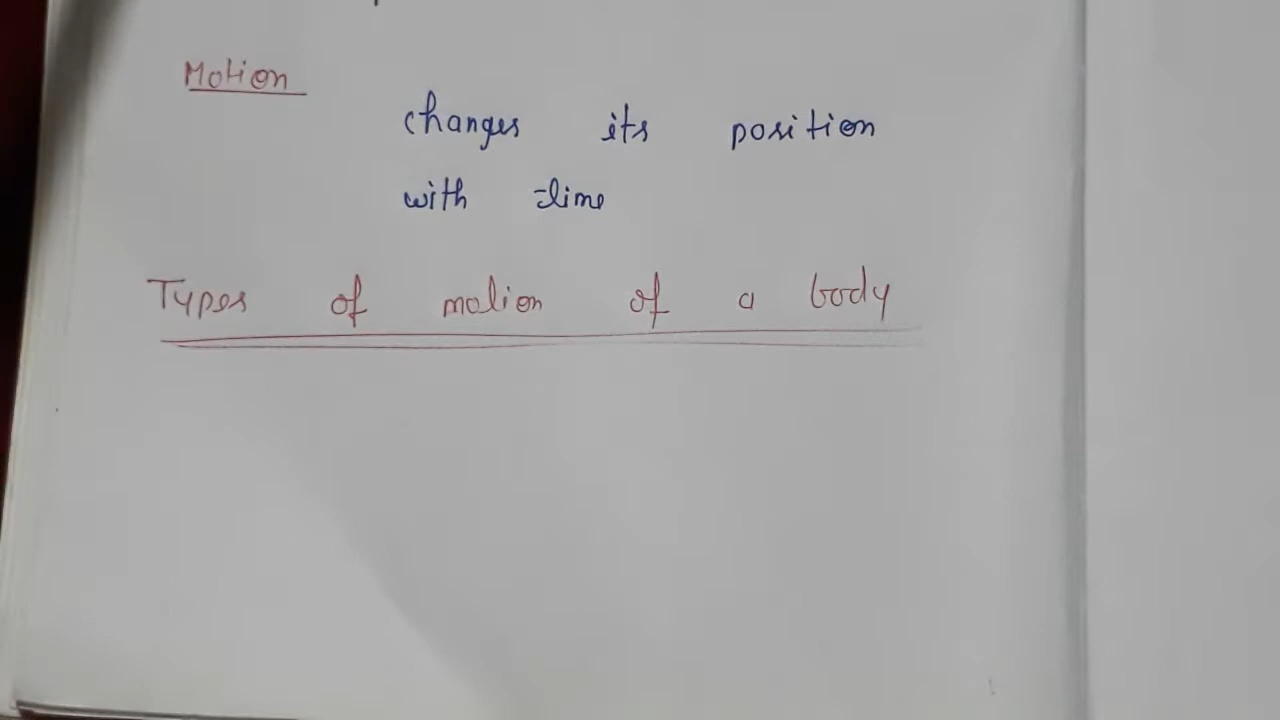 Motion
changes its position
with time
Types of motion of a body